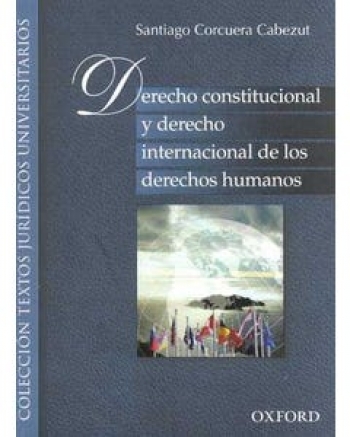 Santiago Corcuera Cabezut
Derecho constitucional
y derecho
internacional de los
derechos humanos
COLECCIÓN TEXTOS JURÍDICOS UNIVERSITARIOS
OXFORD